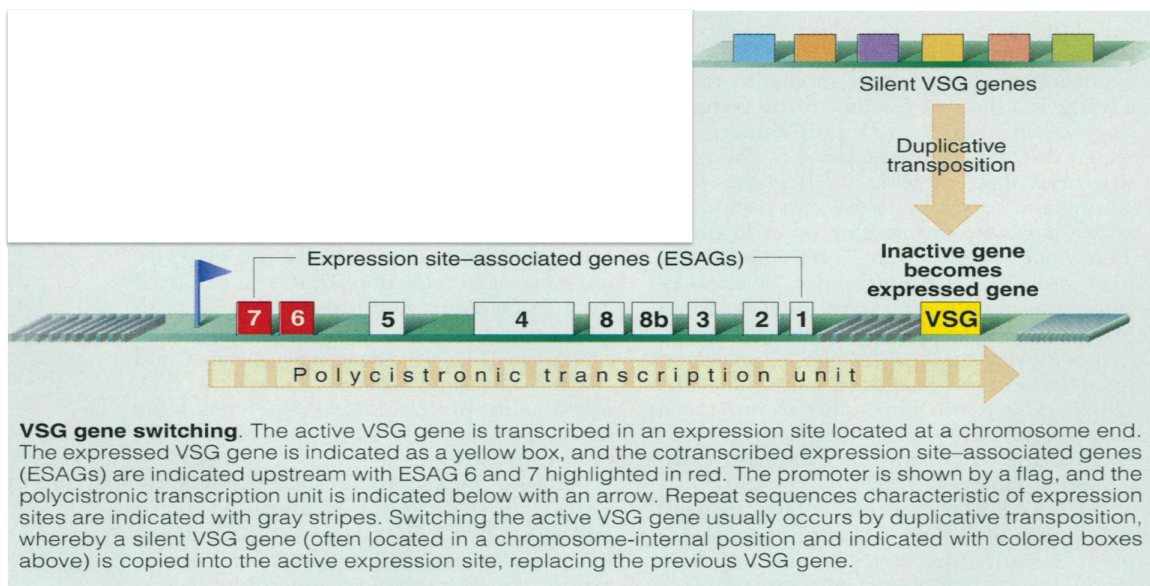 Silent VSG genes
Duplicative
transposition
Inactive gene
becomes
expressed gene
Expression site–associated genes (ESAGs)
7 6 5 4 8 8b 3 2 1 VSG
Polycistronic transcription unit
VSG gene switching. The active VSG gene is transcribed in an expression site located at a chromosome end.
The expressed VSG gene is indicated as a yellow box, and the cotranscribed expression site–associated genes
(ESAGs) are indicated upstream with ESAG 6 and 7 highlighted in red. The promoter is shown by a flag, and the
polycistronic transcription unit is indicated below with an arrow. Repeat sequences characteristic of expression
sites are indicated with gray stripes. Switching the active VSG gene usually occurs by duplicative transposition,
whereby a silent VSG gene (often located in a chromosome-internal position and indicated with colored boxes
above) is copied into the active expression site, replacing the previous VSG gene.